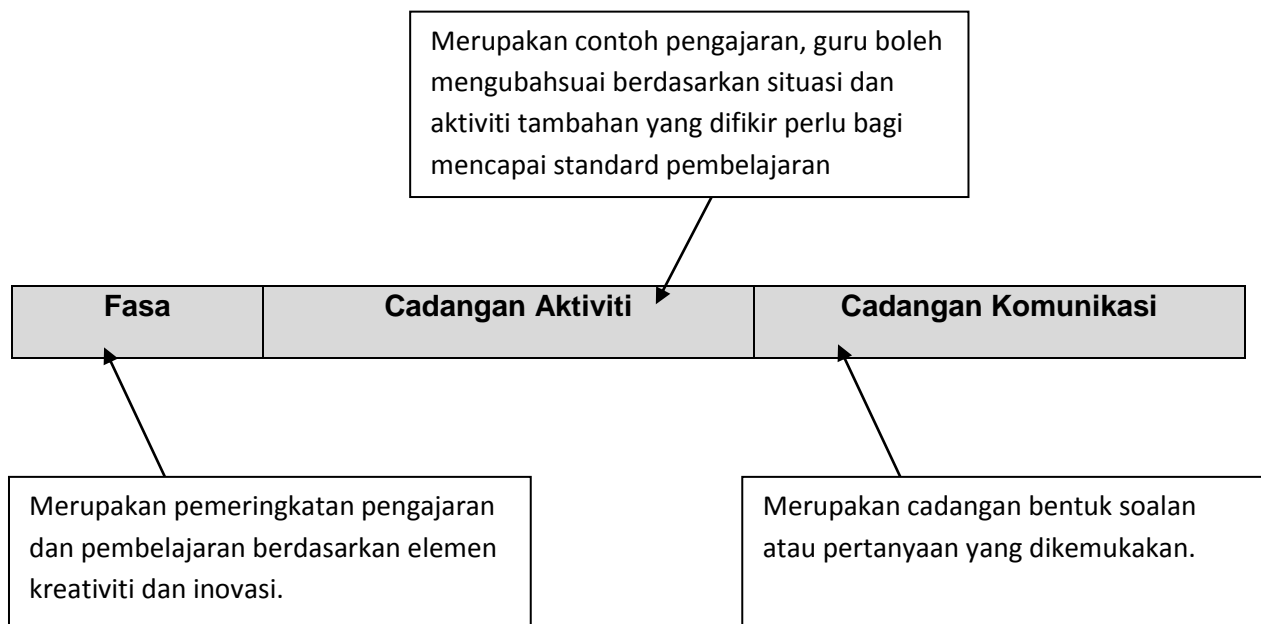 Merupakan contoh pengajaran, guru boleh
mengubahsuai berdasarkan situasi dan
aktiviti tambahan yang difikir perlu bagi
mencapai standard pembelajaran
Fasa
Cadangan Aktiviti
Cadangan Komunikasi
Merupakan pemeringkatan pengajaran
dan pembelajaran berdasarkan elemen
kreativiti dan inovasi.
Merupakan cadangan bentuk soalan
atau pertanyaan yang dikemukakan.